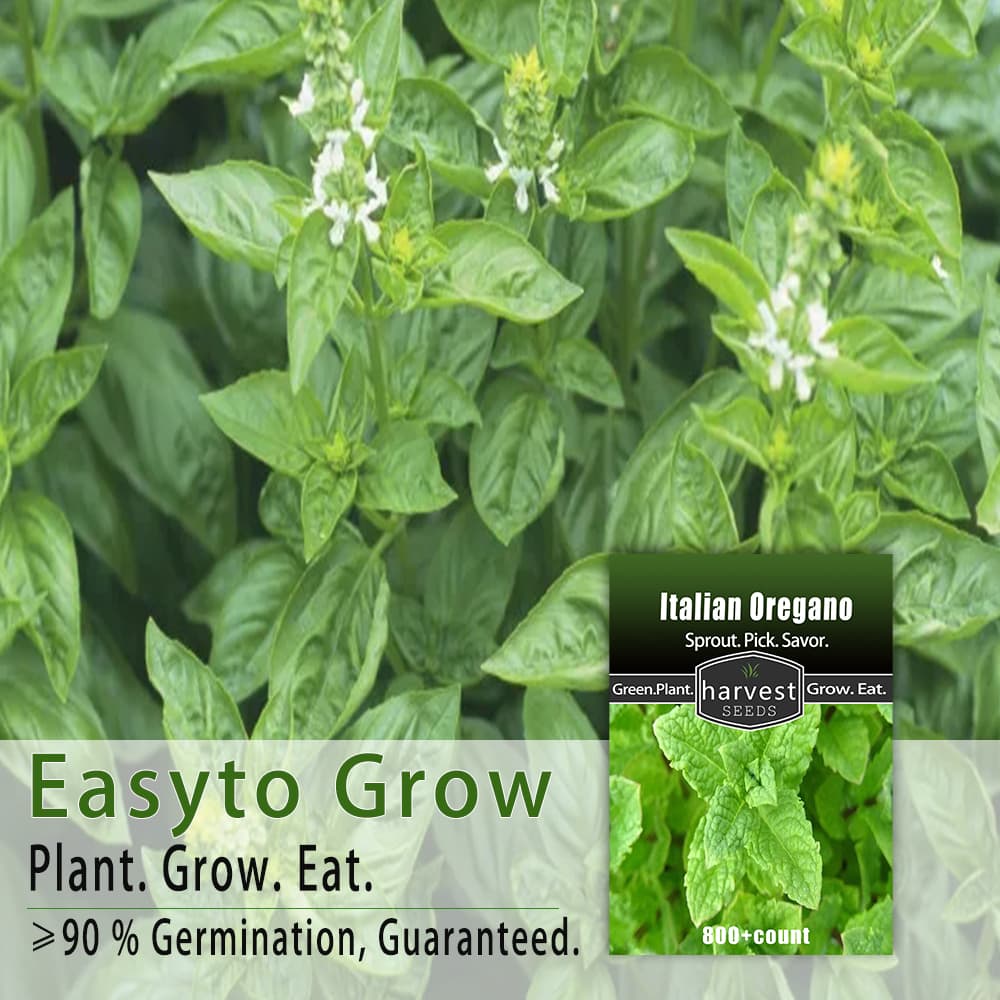 Italian Oregano
Sprout. Pick. Savor.
Green.Plant. harvest Grow. Eat.
SEEDS
800+count
Easyto Grow
Plant. Grow. Eat.
≥90 % Germination, Guaranteed.